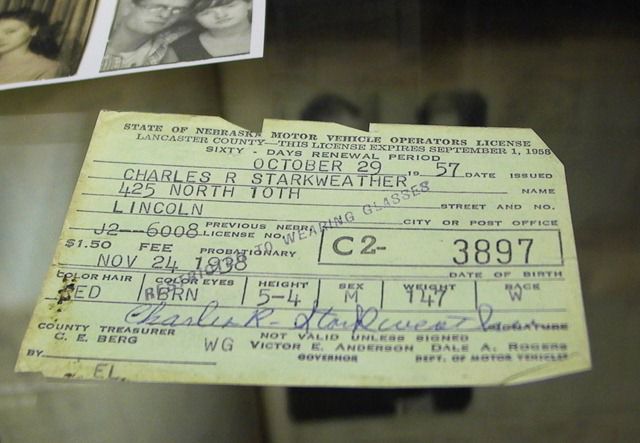 STATE OF NEBRASKA MOTOR VEHICLE OPERATORS LICENSE
LANCASTER COUNTY—THIS LICENSE EXPIRES SEPTEMBER 1, 1958
SIXTY - DAYS RENEWAL PERIOD
OCTOBER 29 19 57 DATE ISSUED
CHARLES R STARKWEATHER NAME
425 NORTH 10TH STREET AND NO.
LINCOLN CITY OR POST OFFICE
RESTRICTED TO WEARING GLASSES
J2-6008 PREVIOUS NEBR. LICENSE NO.
C2- 3897
$1.50 FEE PROBATIONARY
NOV 24 1938 DATE OF BIRTH
COLOR HAIR COLOR EYES HEIGHT SEX WEIGHT RACE
RED BRN 5-4 M 147 W
Charles R. Starkweather SIGNATURE
COUNTY TREASURER NOT VALID UNLESS SIGNED
C. E. BERG WG VICTOR E. ANDERSON DALE A. ROGERS
GOVERNOR DEPT. OF MOTOR VEHICLES
BY EL